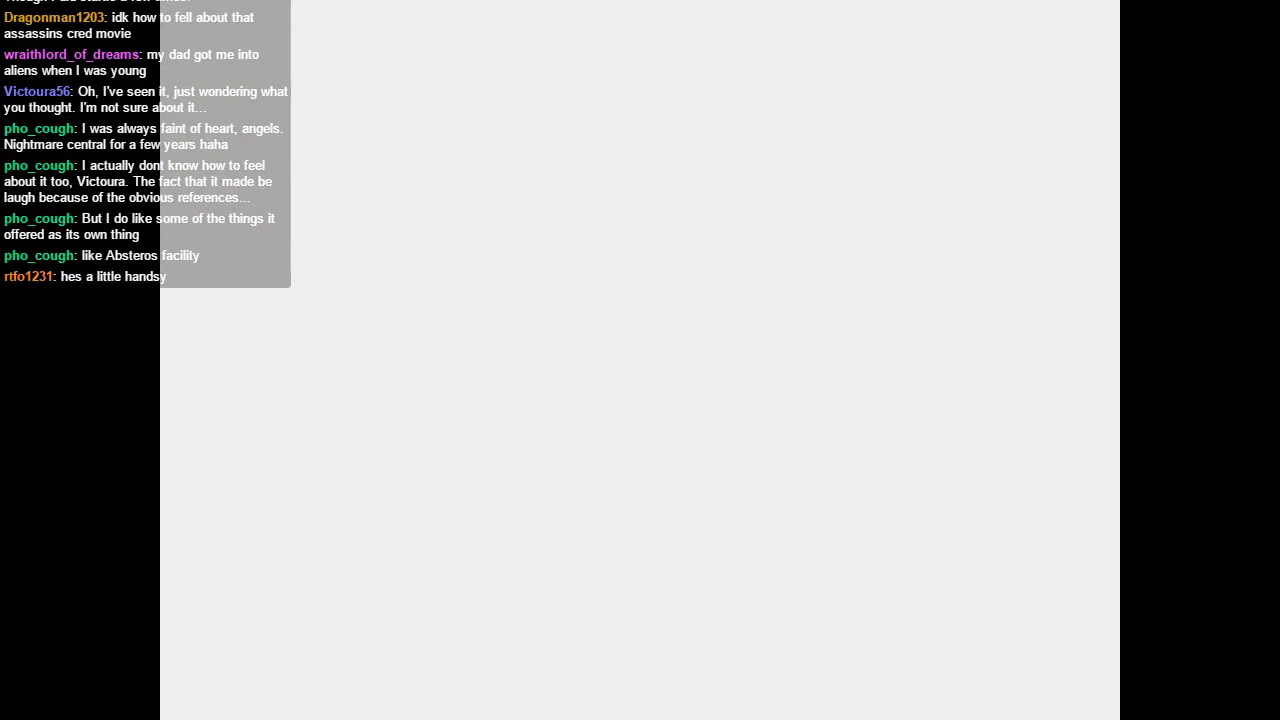 Dragonman1203: idk how to fell about that
assassins cred movie
wraithlord_of_dreams: my dad got me into
aliens when I was young
Victoura56: Oh, I've seen it, just wondering what
you thought. I'm not sure about it...
pho_cough: I was always faint of heart, angels.
Nightmare central for a few years haha
pho_cough: I actually dont know how to feel
about it too, Victoura. The fact that it made be
laugh because of the obvious references...
pho_cough: But I do like some of the things it
offered as its own thing
pho_cough: like Absteros facility
rtfo1231: hes a little handsy